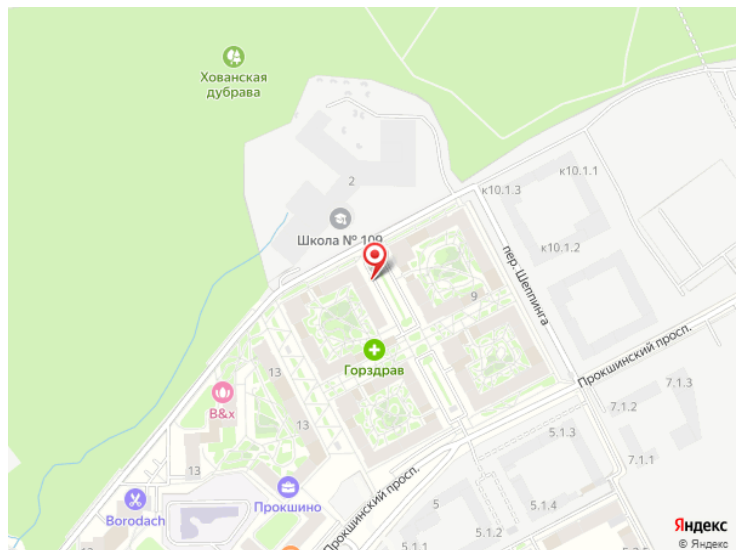 Хованская
дубрава
к10.1.1
2
к10.1.3
Школа № 109
к10.1.2
пер. Шеппинга
9
Прокшинский просп.
Горздрав
13
7.1.3
B&x
7.1.2
13
5.1.3
7.1.1
13
Прокшинский просп.
Прокшино
Borodach
5
5.1.4
5.1.2
13
5.1.1
Яндекс
© Яндекс